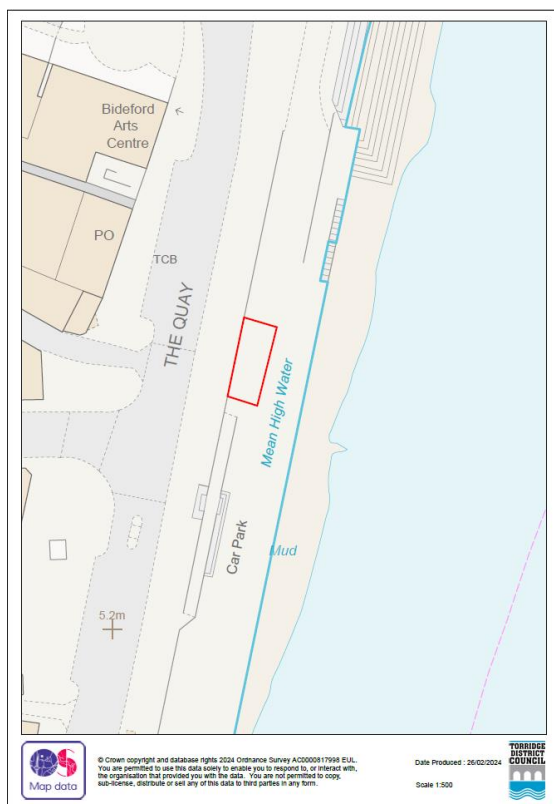 Bideford
Arts
Centre
PO
TCB
THE QUAY
Mean High Water
Car Park
Mud
5.2m
OS
Map data
© Crown copyright and database rights 2024 Ordnance Survey AC0000817998 EUL.
You are permitted to use this data solely to enable you to respond to, or interact with,
the organisation that provided you with the data. You are not permitted to copy,
sub-license, distribute or sell any of this data to third parties in any form.
Date Produced : 26/02/2024
Scale 1:500
TORRIDGE
DISTRICT
COUNCIL